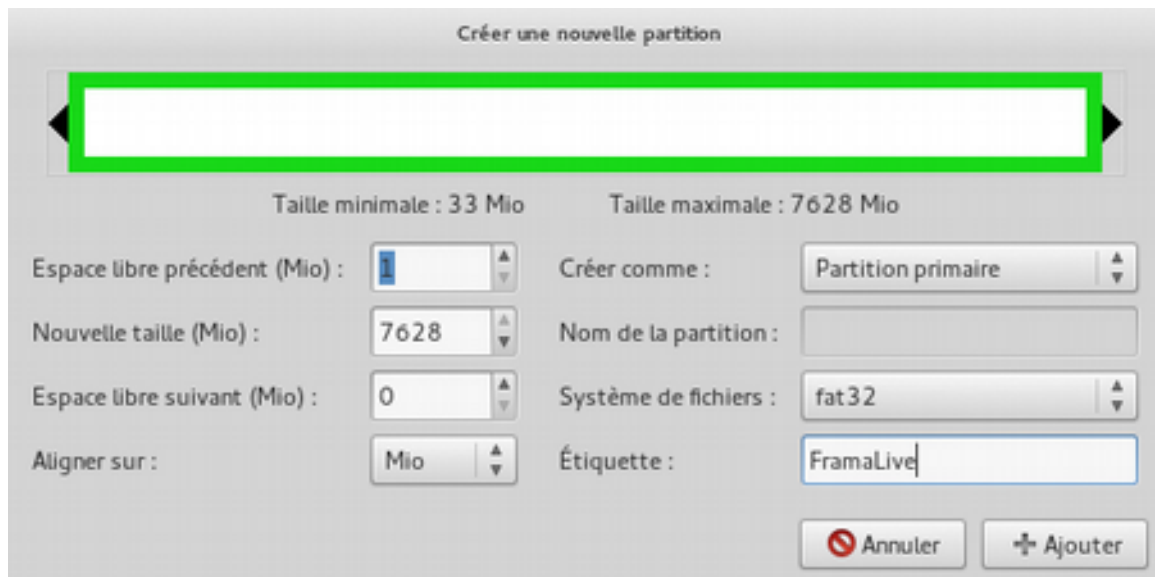 Créer une nouvelle partition
Taille minimale : 33 Mio Taille maximale : 7628 Mio
Espace libre précédent (Mio) : 1 Créer comme : Partition primaire
Nouvelle taille (Mio) : 7628 Nom de la partition :
Espace libre suivant (Mio) : 0 Système de fichiers : fat32
Aligner sur : Mio Étiquette : FramaLive
Annuler Ajouter